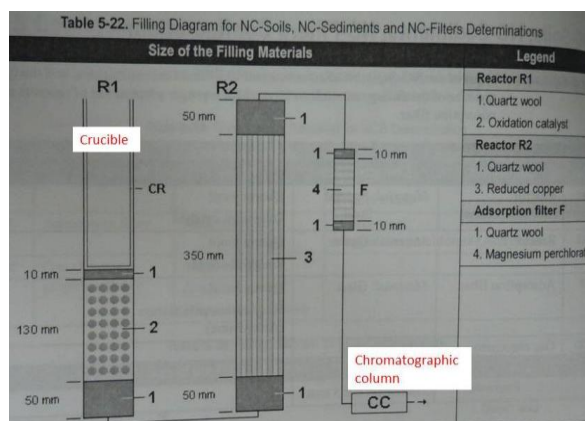 Table 5-22. Filling Diagram for NC-Soils, NC-Sediments and NC-Filters Determinations
Size of the Filling Materials
Legend
R1
R2
Crucible
CR
10 mm
1
130 mm
2
50 mm
1
50 mm
1
350 mm
3
50 mm
1
1
10 mm
4
F
1
10 mm
Chromatographic
column
CC
Reactor R1
1.Quartz wool
2. Oxidation catalyst
Reactor R2
1. Quartz wool
3. Reduced copper
Adsorption filter F
1. Quartz wool
4. Magnesium perchlorat